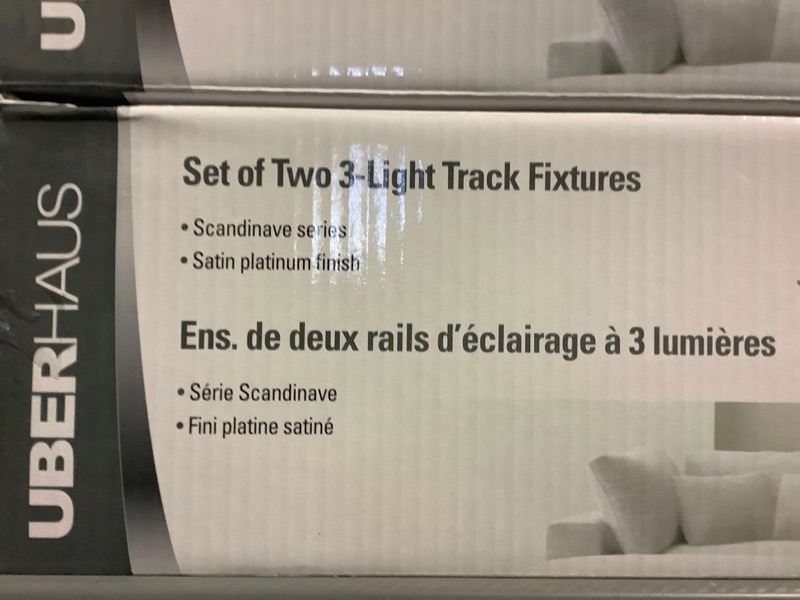 U
UBERHAUS
Set of Two 3-Light Track Fixtures
• Scandinave series
• Satin platinum finish
Ens. de deux rails d'éclairage à 3 lumières
• Série Scandinave
• Fini platine satiné